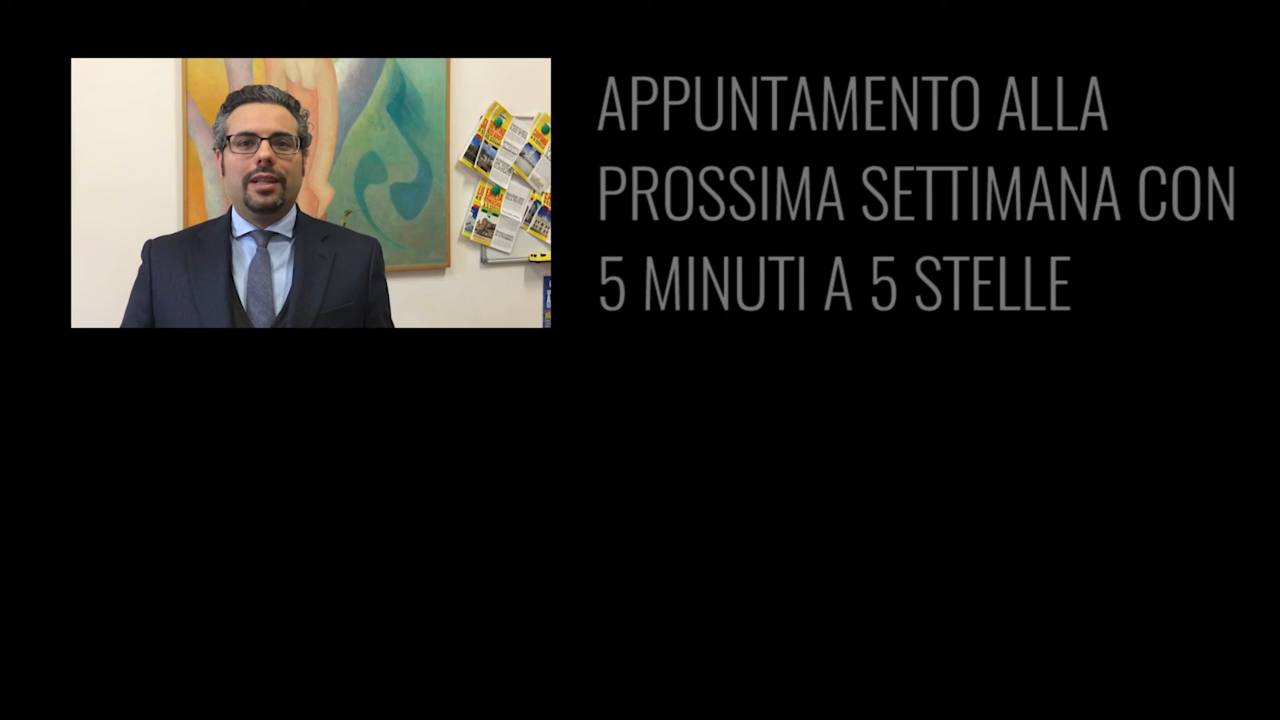 APPUNTAMENTO ALLA
PROSSIMA SETTIMANA CON
5 MINUTI A 5 STELLE